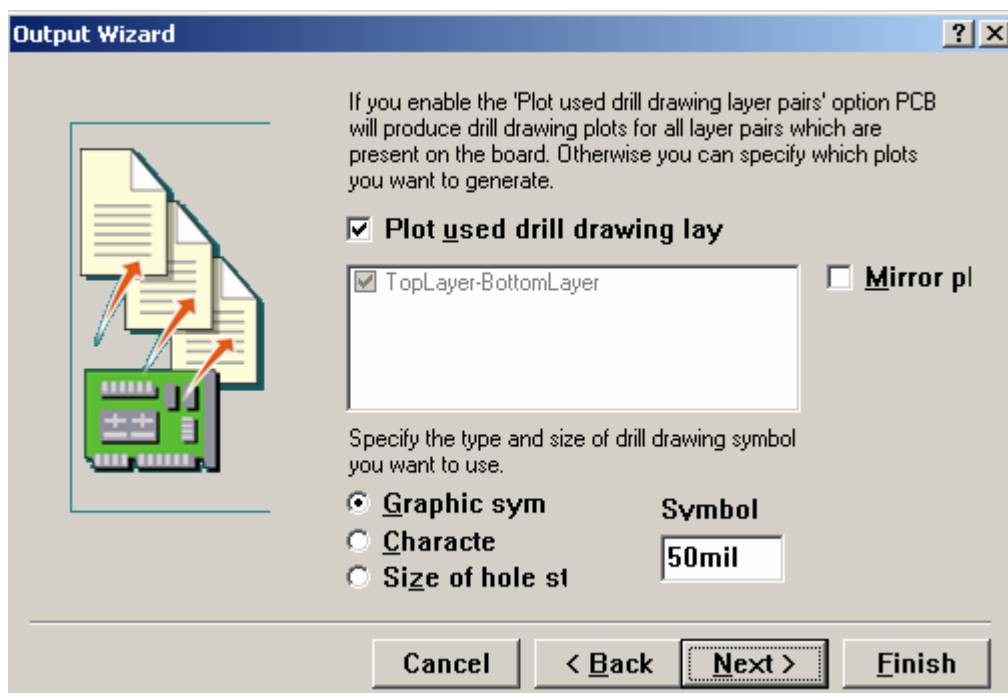 Output Wizard
If you enable the 'Plot used drill drawing layer pairs' option PCB
will produce drill drawing plots for all layer pairs which are
present on the board. Otherwise you can specify which plots
you want to generate.
Plot used drill drawing lay
TopLayer-BottomLayer
Mirror pl
Specify the type and size of drill drawing symbol
you want to use.
Graphic sym
Symbol
Characte
50mil
Size of hole st
Cancel
< Back
Next >
Finish